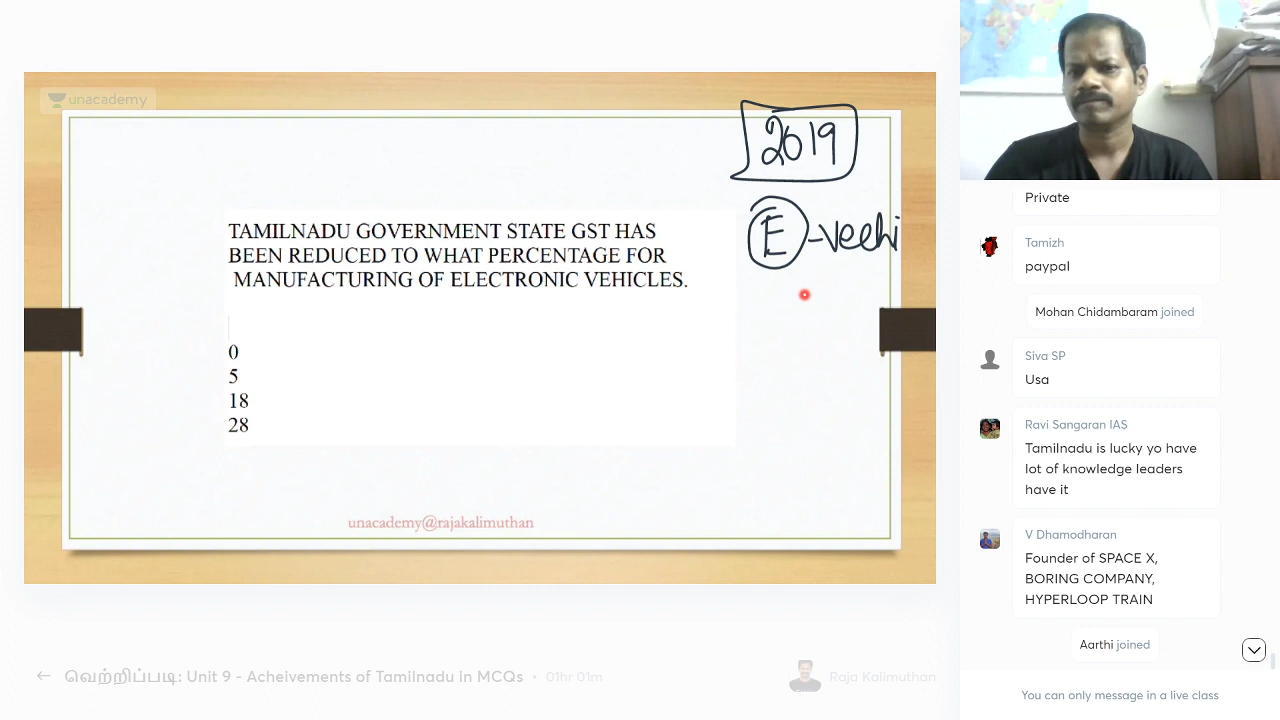 unacademy
2019
E-vechi
TAMILNADU GOVERNMENT STATE GST HAS
BEEN REDUCED TO WHAT PERCENTAGE FOR
MANUFACTURING OF ELECTRONIC VEHICLES.
0
5
18
28
unacademy@rajakalimuthan
வெற்றிப்படி: Unit 9 - Acheivements of Tamilnadu in MCQs • 01hr 01m
Raja Kalimuthan
Private
Tamizh
paypal
Mohan Chidambaram joined
Siva SP
Usa
Ravi Sangaran IAS
Tamilnadu is lucky yo have
lot of knowledge leaders
have it
V Dhamodharan
Founder of SPACE X,
BORING COMPANY,
HYPERLOOP TRAIN
Aarthi joined
You can only message in a live class